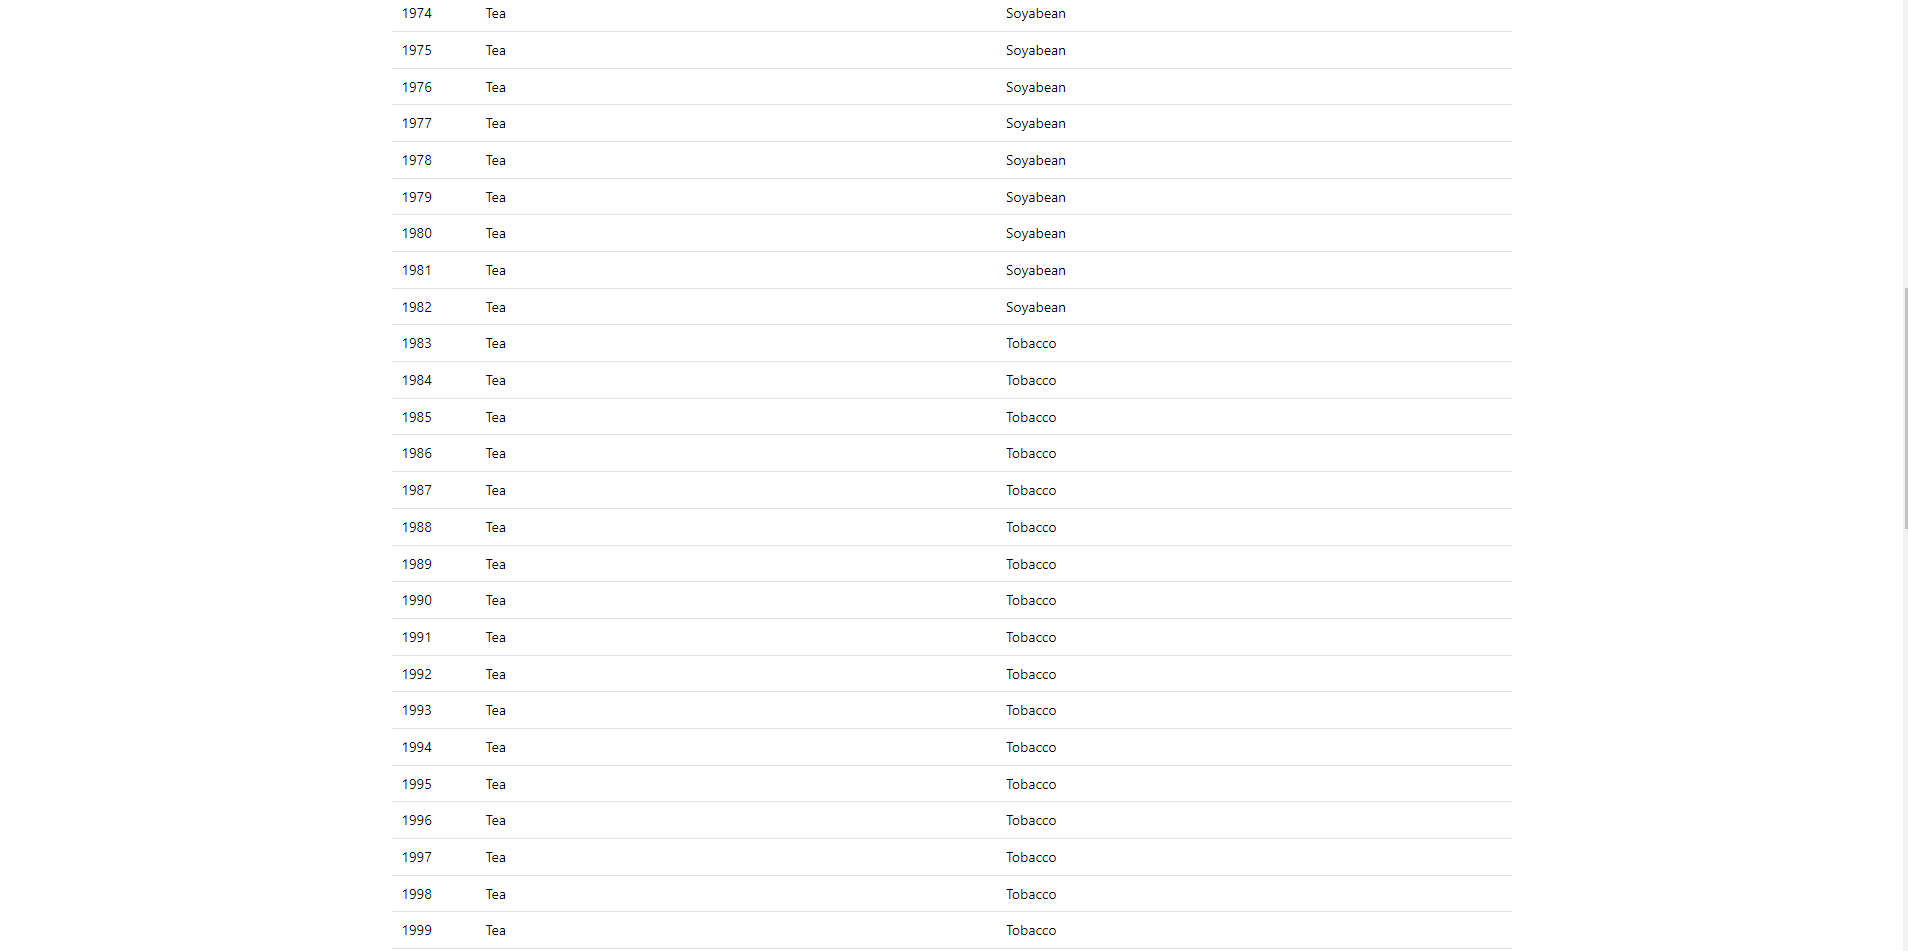 1974 Tea Soyabean
1975 Tea Soyabean
1976 Tea Soyabean
1977 Tea Soyabean
1978 Tea Soyabean
1979 Tea Soyabean
1980 Tea Soyabean
1981 Tea Soyabean
1982 Tea Soyabean
1983 Tea Tobacco
1984 Tea Tobacco
1985 Tea Tobacco
1986 Tea Tobacco
1987 Tea Tobacco
1988 Tea Tobacco
1989 Tea Tobacco
1990 Tea Tobacco
1991 Tea Tobacco
1992 Tea Tobacco
1993 Tea Tobacco
1994 Tea Tobacco
1995 Tea Tobacco
1996 Tea Tobacco
1997 Tea Tobacco
1998 Tea Tobacco
1999 Tea Tobacco